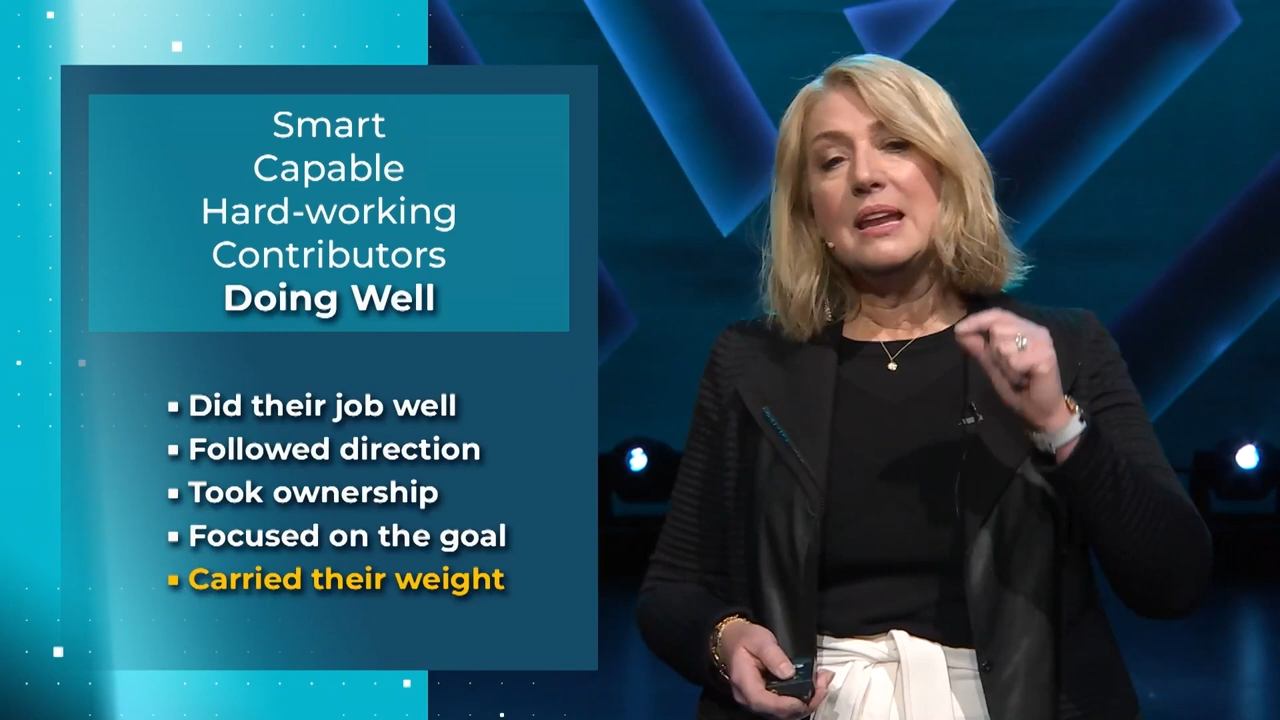 Smart
Capable
Hard-working
Contributors
Doing Well
▪ Did their job well
▪ Followed direction
▪ Took ownership
▪ Focused on the goal
▪ Carried their weight